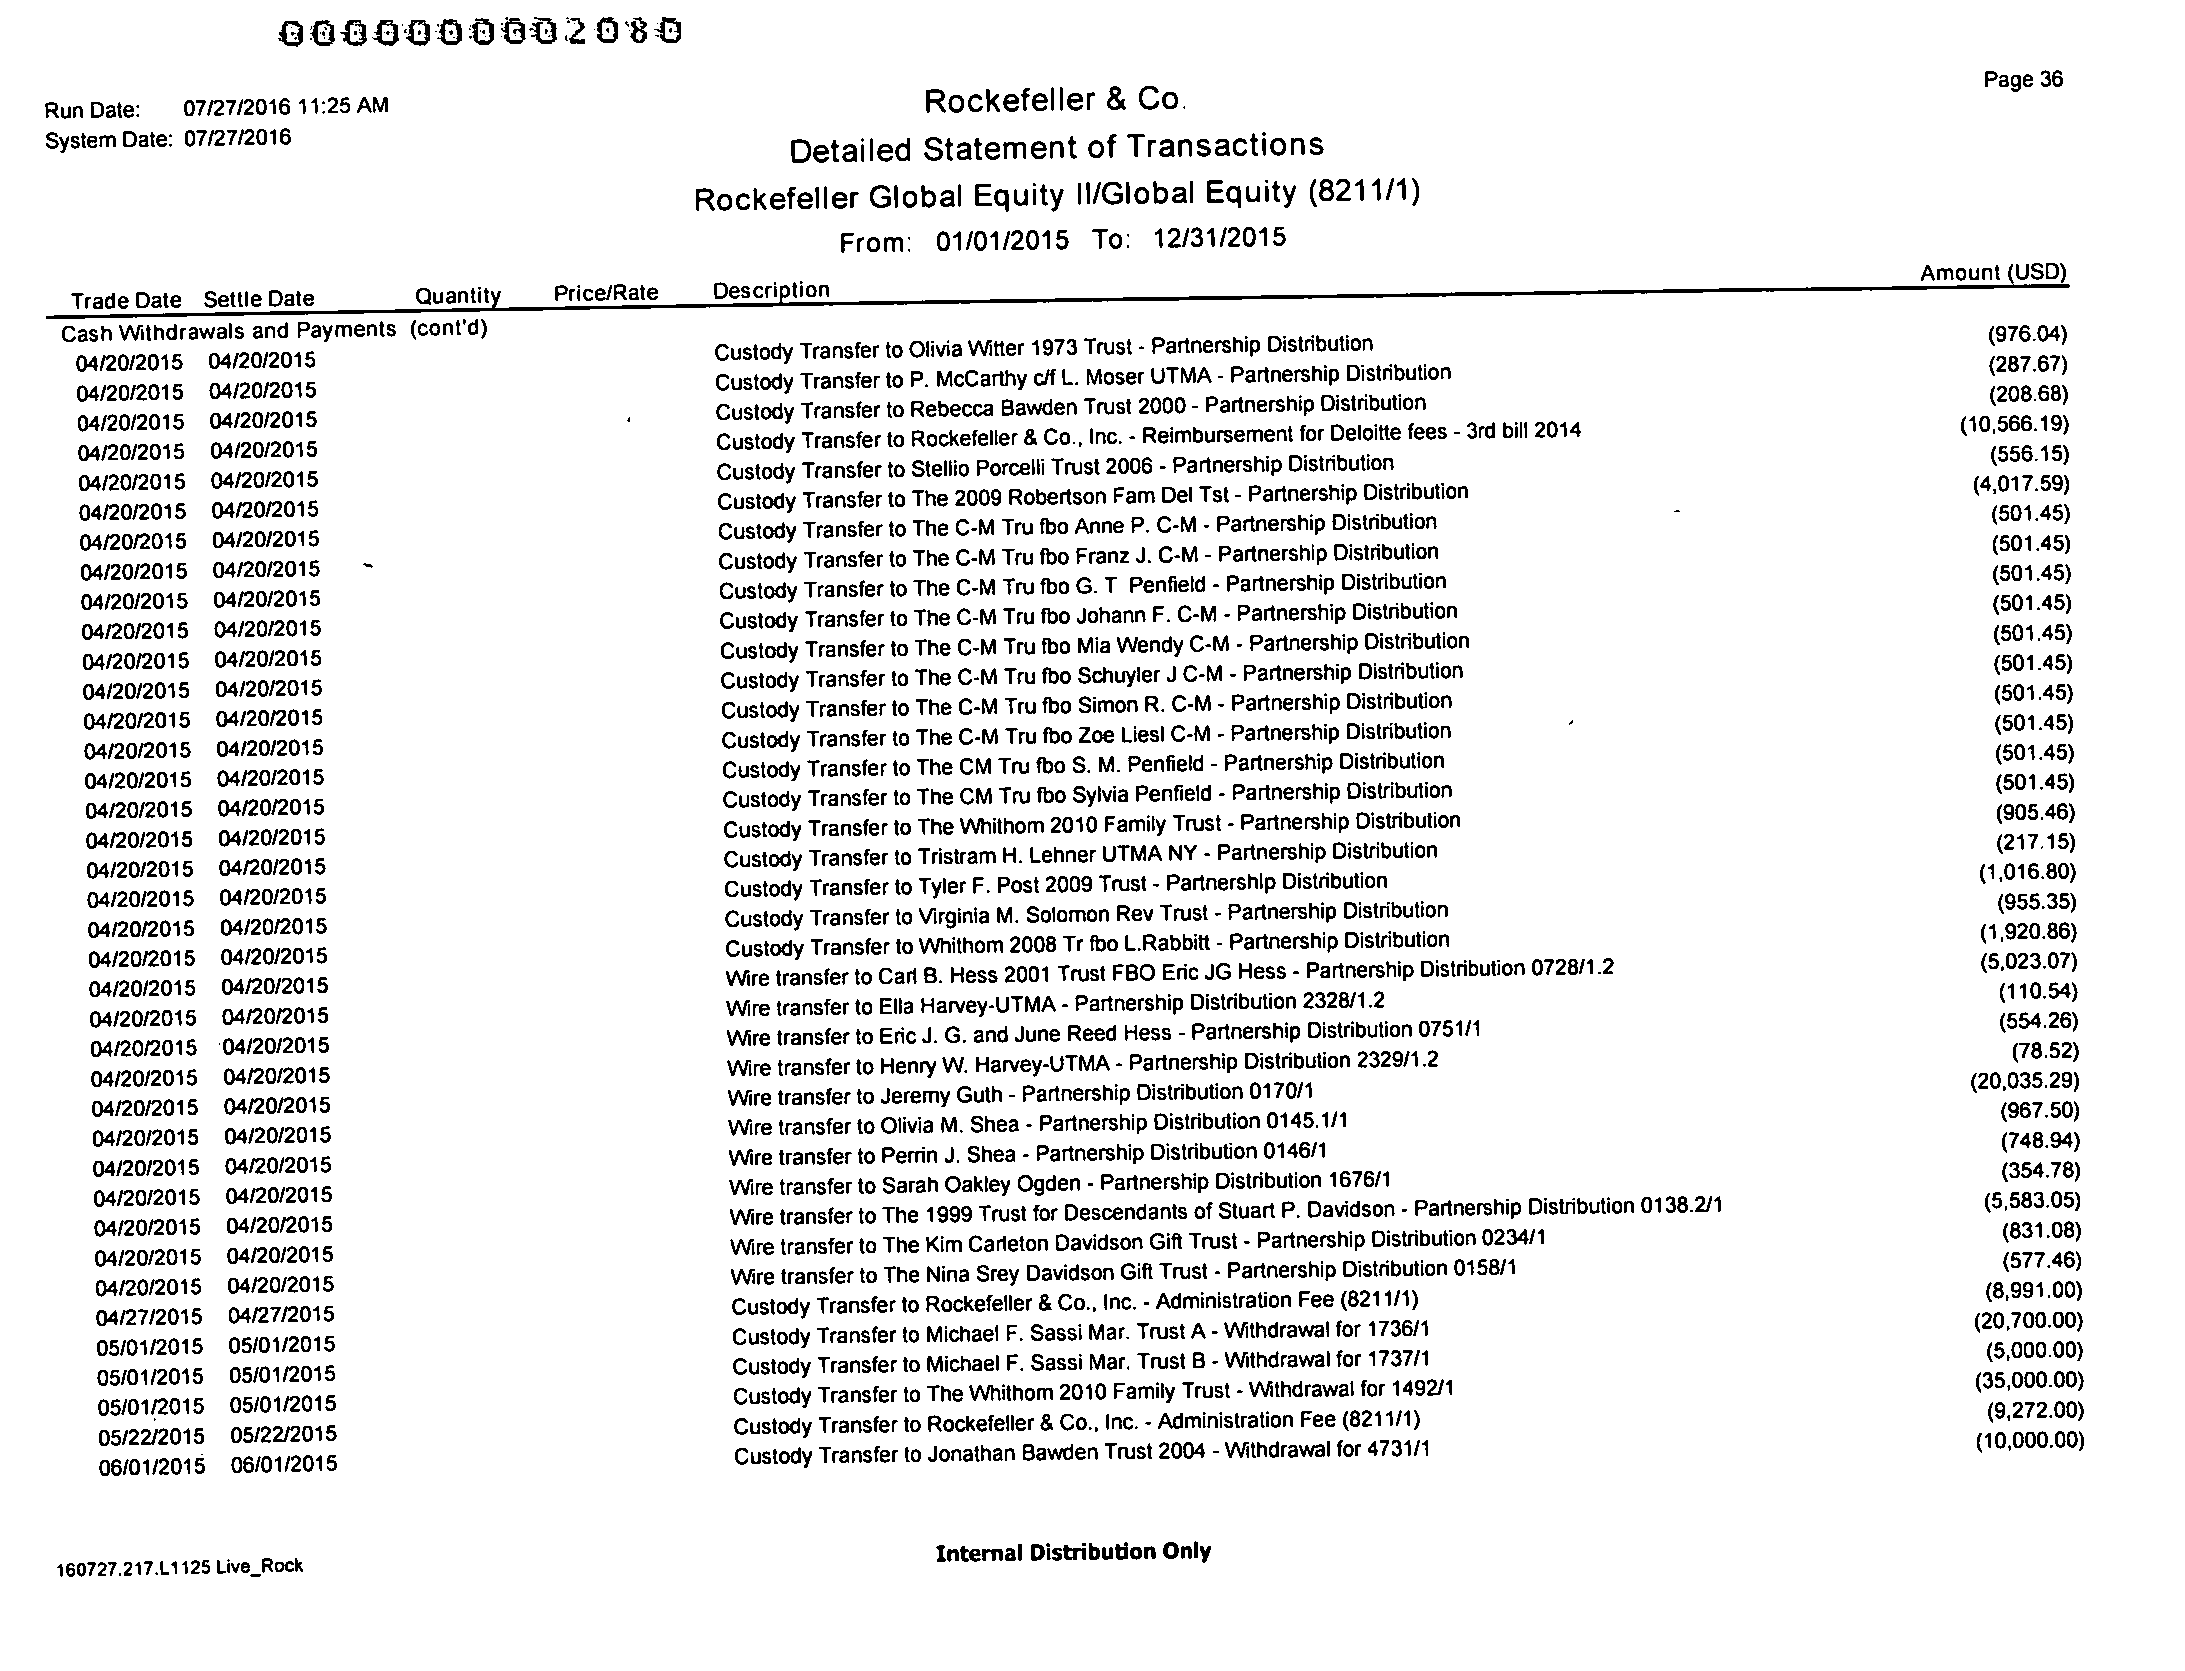 000000002080
Page 36
Run Date: 07/27/2016 11:25 AM
System Date: 07/27/2016
Rockefeller & Co.
Detailed Statement of Transactions
Rockefeller Global Equity II/Global Equity (8211/1)
From: 01/01/2015 To: 12/31/2015
Trade Date Settle Date Quantity Price/Rate Description Amount (USD)
Cash Withdrawals and Payments (cont'd)
04/20/2015 04/20/2015 Custody Transfer to Olivia Witter 1973 Trust - Partnership Distribution (976.04)
04/20/2015 04/20/2015 Custody Transfer to P. McCarthy c/f L. Moser UTMA - Partnership Distribution (287.67)
04/20/2015 04/20/2015 Custody Transfer to Rebecca Bawden Trust 2000 - Partnership Distribution (208.68)
04/20/2015 04/20/2015 Custody Transfer to Rockefeller & Co., Inc. - Reimbursement for Deloitte fees - 3rd bill 2014 (10,566.19)
04/20/2015 04/20/2015 Custody Transfer to Stellio Porcelli Trust 2006 - Partnership Distribution (556.15)
04/20/2015 04/20/2015 Custody Transfer to The 2009 Robertson Fam Del Tst - Partnership Distribution (4,017.59)
04/20/2015 04/20/2015 Custody Transfer to The C-M Tru fbo Anne P. C-M - Partnership Distribution (501.45)
04/20/2015 04/20/2015 Custody Transfer to The C-M Tru fbo Franz J. C-M - Partnership Distribution (501.45)
04/20/2015 04/20/2015 Custody Transfer to The C-M Tru fbo G. T Penfield - Partnership Distribution (501.45)
04/20/2015 04/20/2015 Custody Transfer to The C-M Tru fbo Johann F. C-M - Partnership Distribution (501.45)
04/20/2015 04/20/2015 Custody Transfer to The C-M Tru fbo Mia Wendy C-M - Partnership Distribution (501.45)
04/20/2015 04/20/2015 Custody Transfer to The C-M Tru fbo Schuyler J C-M - Partnership Distribution (501.45)
04/20/2015 04/20/2015 Custody Transfer to The C-M Tru fbo Simon R. C-M - Partnership Distribution (501.45)
04/20/2015 04/20/2015 Custody Transfer to The C-M Tru fbo Zoe Liesl C-M - Partnership Distribution (501.45)
04/20/2015 04/20/2015 Custody Transfer to The CM Tru fbo S. M. Penfield - Partnership Distribution (501.45)
04/20/2015 04/20/2015 Custody Transfer to The CM Tru fbo Sylvia Penfield - Partnership Distribution (501.45)
04/20/2015 04/20/2015 Custody Transfer to The Whithom 2010 Family Trust - Partnership Distribution (905.46)
04/20/2015 04/20/2015 Custody Transfer to Tristram H. Lehner UTMA NY - Partnership Distribution (217.15)
04/20/2015 04/20/2015 Custody Transfer to Tyler F. Post 2009 Trust - Partnership Distribution (1,016.80)
04/20/2015 04/20/2015 Custody Transfer to Virginia M. Solomon Rev Trust - Partnership Distribution (955.35)
04/20/2015 04/20/2015 Custody Transfer to Whithom 2008 Tr fbo L.Rabbitt - Partnership Distribution (1,920.86)
04/20/2015 04/20/2015 Wire transfer to Carl B. Hess 2001 Trust FBO Eric JG Hess - Partnership Distribution 0728/1.2 (5,023.07)
04/20/2015 04/20/2015 Wire transfer to Ella Harvey-UTMA - Partnership Distribution 2328/1.2 (110.54)
04/20/2015 04/20/2015 Wire transfer to Eric J. G. and June Reed Hess - Partnership Distribution 0751/1 (554.26)
04/20/2015 04/20/2015 Wire transfer to Henry W. Harvey-UTMA - Partnership Distribution 2329/1.2 (78.52)
04/20/2015 04/20/2015 Wire transfer to Jeremy Guth - Partnership Distribution 0170/1 (20,035.29)
04/20/2015 04/20/2015 Wire transfer to Olivia M. Shea - Partnership Distribution 0145.1/1 (967.50)
04/20/2015 04/20/2015 Wire transfer to Perrin J. Shea - Partnership Distribution 0146/1 (748.94)
04/20/2015 04/20/2015 Wire transfer to Sarah Oakley Ogden - Partnership Distribution 1676/1 (354.78)
04/20/2015 04/20/2015 Wire transfer to The 1999 Trust for Descendants of Stuart P. Davidson - Partnership Distribution 0138.2/1 (5,583.05)
04/20/2015 04/20/2015 Wire transfer to The Kim Carleton Davidson Gift Trust - Partnership Distribution 0234/1 (831.08)
04/20/2015 04/20/2015 Wire transfer to The Nina Srey Davidson Gift Trust - Partnership Distribution 0158/1 (577.46)
04/27/2015 04/27/2015 Custody Transfer to Rockefeller & Co., Inc. - Administration Fee (8211/1) (8,991.00)
05/01/2015 05/01/2015 Custody Transfer to Michael F. Sassi Mar. Trust A - Withdrawal for 1736/1 (20,700.00)
05/01/2015 05/01/2015 Custody Transfer to Michael F. Sassi Mar. Trust B - Withdrawal for 1737/1 (5,000.00)
05/01/2015 05/01/2015 Custody Transfer to The Whithom 2010 Family Trust - Withdrawal for 1492/1 (35,000.00)
05/22/2015 05/22/2015 Custody Transfer to Rockefeller & Co., Inc. - Administration Fee (8211/1) (9,272.00)
06/01/2015 06/01/2015 Custody Transfer to Jonathan Bawden Trust 2004 - Withdrawal for 4731/1 (10,000.00)
160727.217.L1125 Live_Rock
Internal Distribution Only